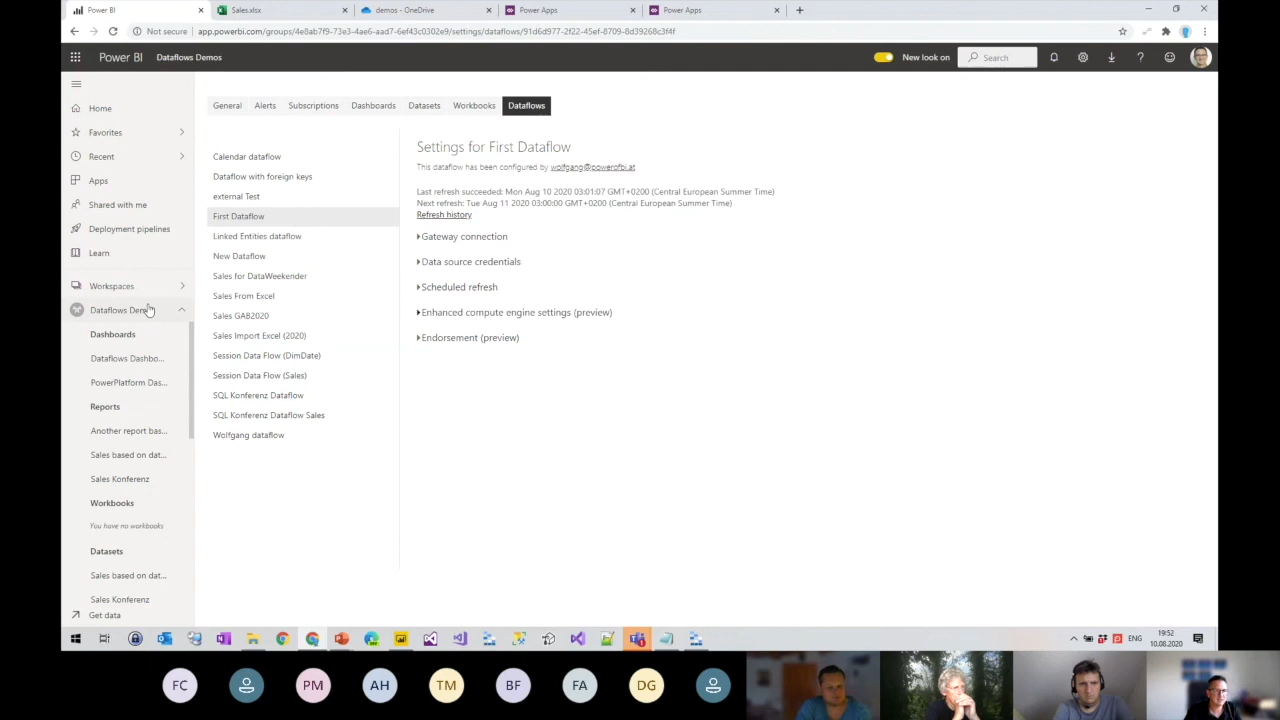 Power BI
Sales.xlsx
demos - OneDrive
Power Apps
Power Apps
Not secure
app.powerbi.com/groups/4e8ab7f9-73e3-4ae6-aad7-6ef43c0302e9/settings/dataflows/91d6d977-2f22-45ef-8709-8d39268c3f4f
Power BI
Dataflows Demos
New look on
Search
General
Alerts
Subscriptions
Dashboards
Datasets
Workbooks
Dataflows
Home
Favorites
Recent
Apps
Shared with me
Deployment pipelines
Learn
Workspaces
Dataflows Dem
Dashboards
Dataflows Dashbo...
PowerPlatform Das...
Reports
Another report bas...
Sales based on dat...
Sales Konferenz
Workbooks
You have no workbooks
Datasets
Sales based on dat...
Sales Konferenz
Get data
Calendar dataflow
Dataflow with foreign keys
external Test
First Dataflow
Linked Entities dataflow
New Dataflow
Sales for DataWeekender
Sales From Excel
Sales GAB2020
Sales Import Excel (2020)
Session Data Flow (DimDate)
Session Data Flow (Sales)
SQL Konferenz Dataflow
SQL Konferenz Dataflow Sales
Wolfgang dataflow
Settings for First Dataflow
This dataflow has been configured by wolfgang@powerofbi.at
Last refresh succeeded: Mon Aug 10 2020 03:01:07 GMT+0200 (Central European Summer Time)
Next refresh: Tue Aug 11 2020 03:00:00 GMT+0200 (Central European Summer Time)
Refresh history
Gateway connection
Data source credentials
Scheduled refresh
Enhanced compute engine settings (preview)
Endorsement (preview)
ENG
19:52
10.08.2020
FC
PM
AH
TM
BF
FA
DG